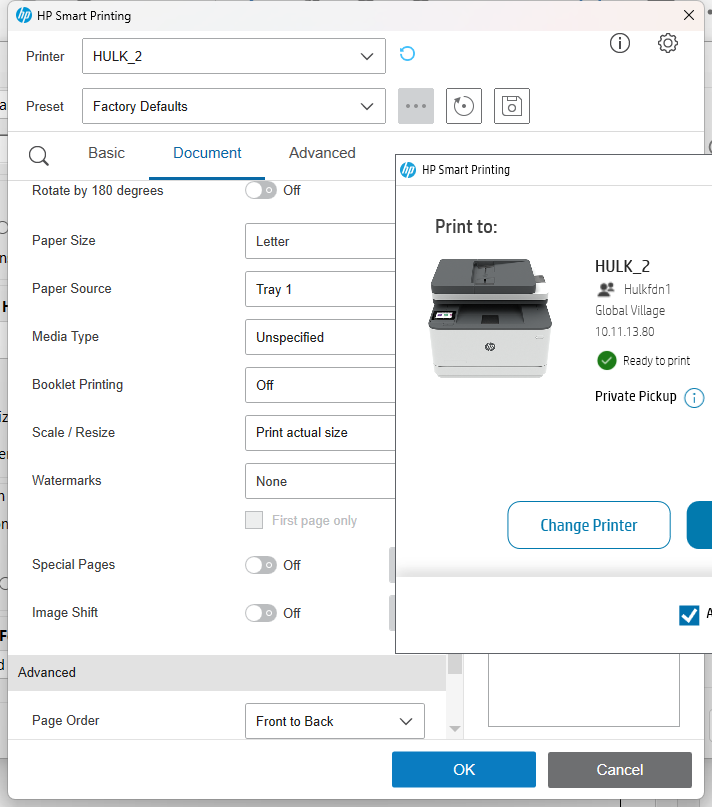 hp HP Smart Printing
Printer HULK_2
Preset Factory Defaults
Basic Document Advanced
Rotate by 180 degrees Off
Paper Size Letter
Paper Source Tray 1
Media Type Unspecified
Booklet Printing Off
Scale / Resize Print actual size
Watermarks None
First page only
Special Pages Off
Image Shift Off
Advanced
Page Order Front to Back
OK Cancel
hp HP Smart Printing
Print to:
HULK_2
Hulkfdn1
Global Village
10.11.13.80
Ready to print
Private Pickup
Change Printer